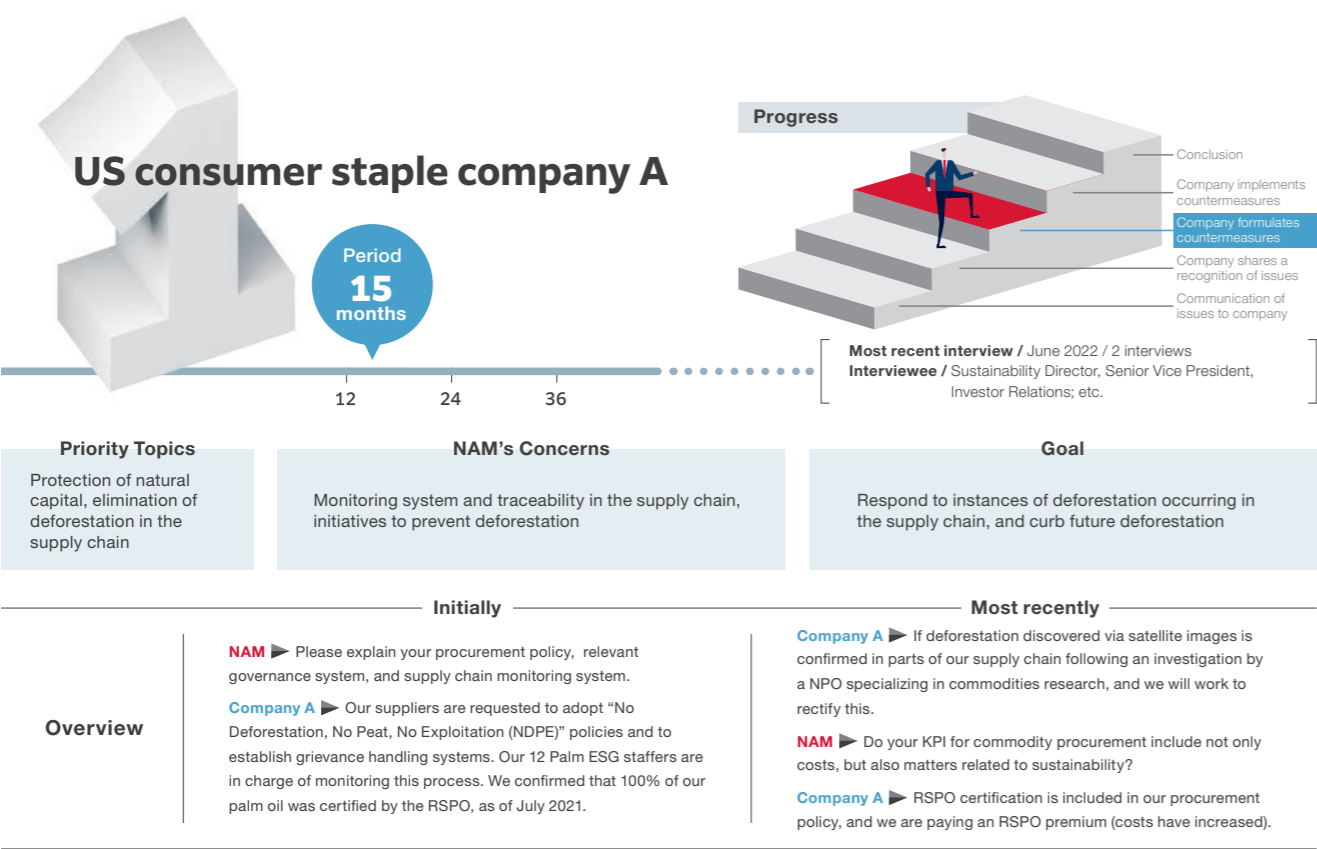 US consumer staple company A
Period
15
months
12
24
36
Progress
Conclusion
Company implements
countermeasures
Company formulates
countermeasures
Company shares a
recognition of issues
Communication of
issues to company
Most recent interview / June 2022 / 2 interviews
Interviewee / Sustainability Director, Senior Vice President,
Investor Relations; etc.
Priority Topics
Protection of natural
capital, elimination of
deforestation in the
supply chain
NAM's Concerns
Monitoring system and traceability in the supply chain,
initiatives to prevent deforestation
Goal
Respond to instances of deforestation occurring in
the supply chain, and curb future deforestation
Overview
Initially
NAM Please explain your procurement policy, relevant
governance system, and supply chain monitoring system.
Company A Our suppliers are requested to adopt “No
Deforestation, No Peat, No Exploitation (NDPE)” policies and to
establish grievance handling systems. Our 12 Palm ESG staffers are
in charge of monitoring this process. We confirmed that 100% of our
palm oil was certified by the RSPO, as of July 2021.
Most recently
Company A If deforestation discovered via satellite images is
confirmed in parts of our supply chain following an investigation by
a NPO specializing in commodities research, and we will work to
rectify this.
NAM Do your KPI for commodity procurement include not only
costs, but also matters related to sustainability?
Company A RSPO certification is included in our procurement
policy, and we are paying an RSPO premium (costs have increased).